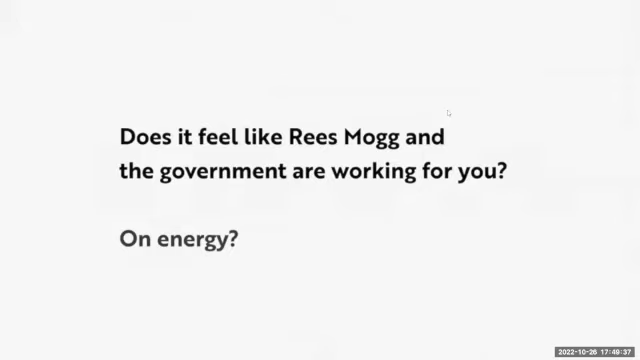 Does it feel like Rees Mogg and
the government are working for you?
On energy?
2022-10-26 17:49:37